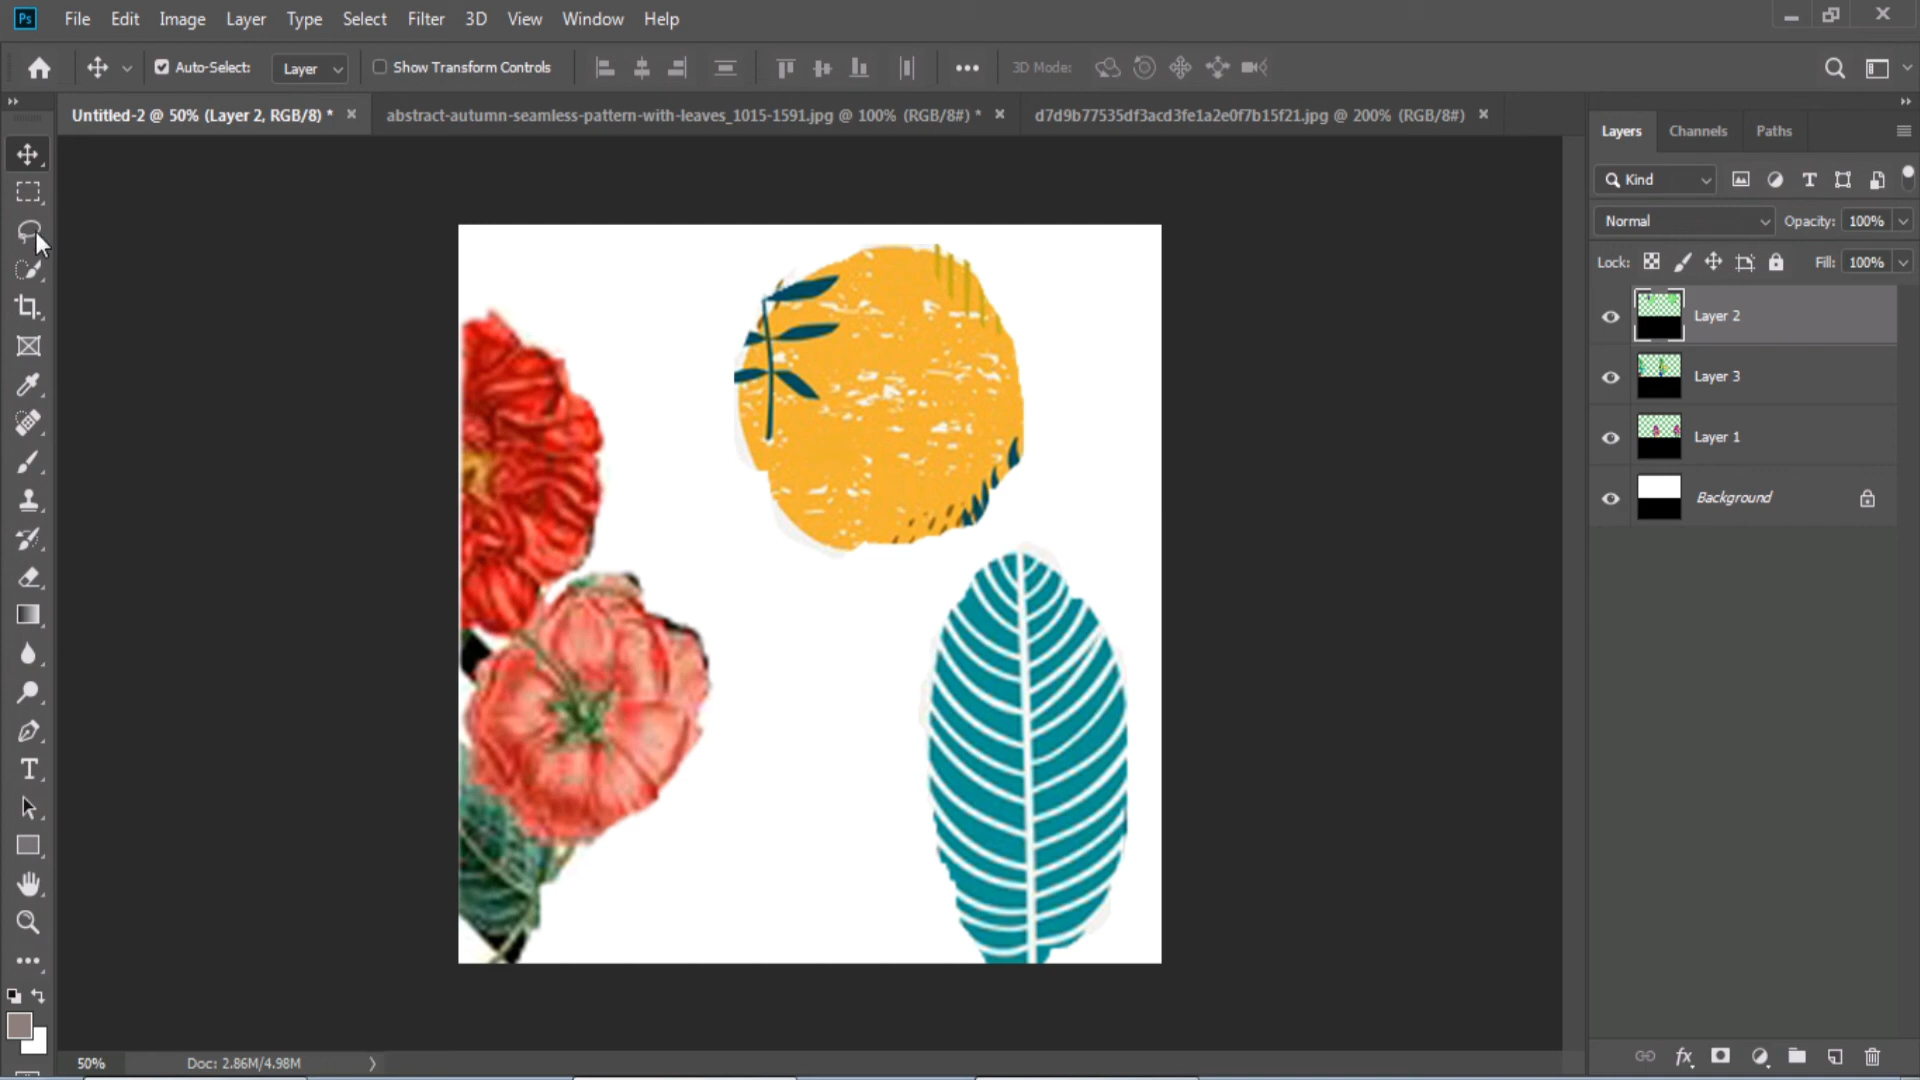 Ps File Edit Image Layer Type Select Filter 3D View Window Help
Auto-Select: Layer Show Transform Controls 3D Mode:
Untitled-2 @ 50% (Layer 2, RGB/8) * abstract-autumn-seamless-pattern-with-leaves_1015-1591.jpg @ 100% (RGB/8#) * d7d9b77535df3acd3fe1a2e0f7b15f21.jpg @ 200% (RGB/8#)
Layers Channels Paths
Kind
Normal Opacity: 100%
Lock: Fill: 100%
Layer 2
Layer 3
Layer 1
Background
50% Doc: 2.86M/4.98M